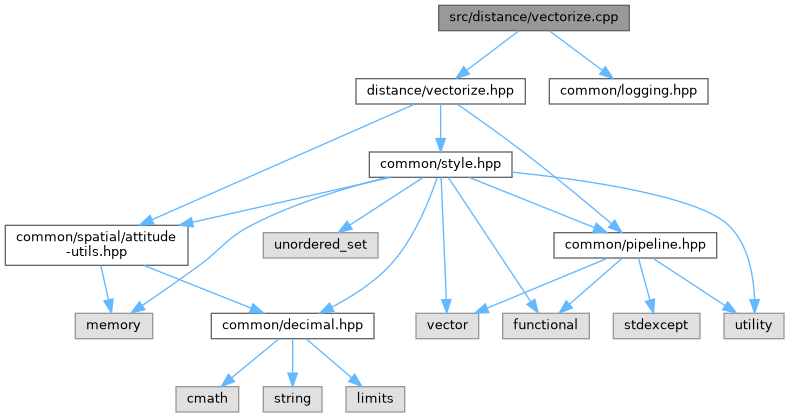 src/distance/vectorize.cpp
distance/vectorize.hpp
common/logging.hpp
common/style.hpp
common/spatial/attitude
-utils.hpp
unordered_set
common/pipeline.hpp
memory
common/decimal.hpp
vector
functional
stdexcept
utility
cmath
string
limits